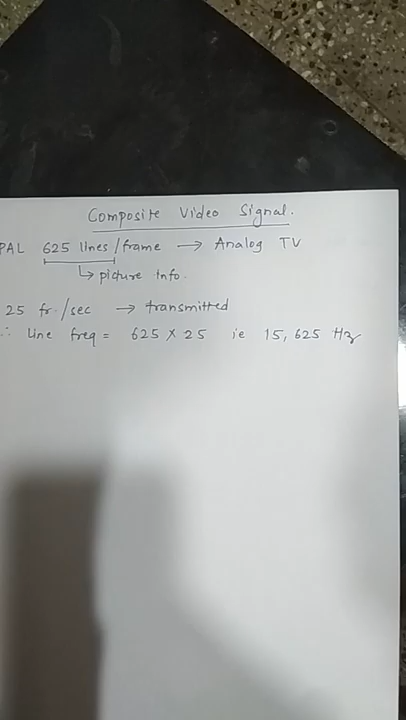 Composite Video Signal.
PAL 625 lines/frame → Analog TV
↳ picture Info.
25 fr./sec → transmitted
∴ Line freq = 625 X 25 ie 15,625 Hz